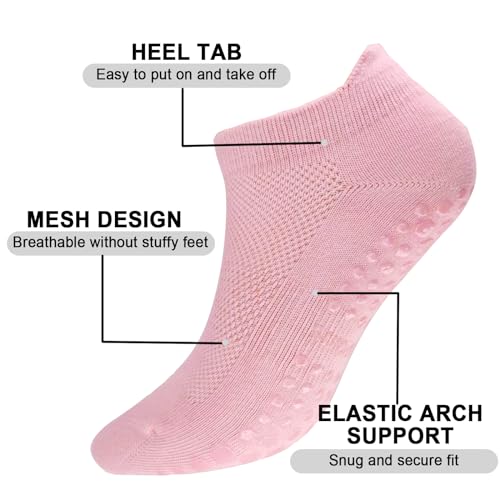 HEEL TAB
Easy to put on and take off
MESH DESIGN
Breathable without stuffy feet
ELASTIC ARCH
SUPPORT
Snug and secure fit